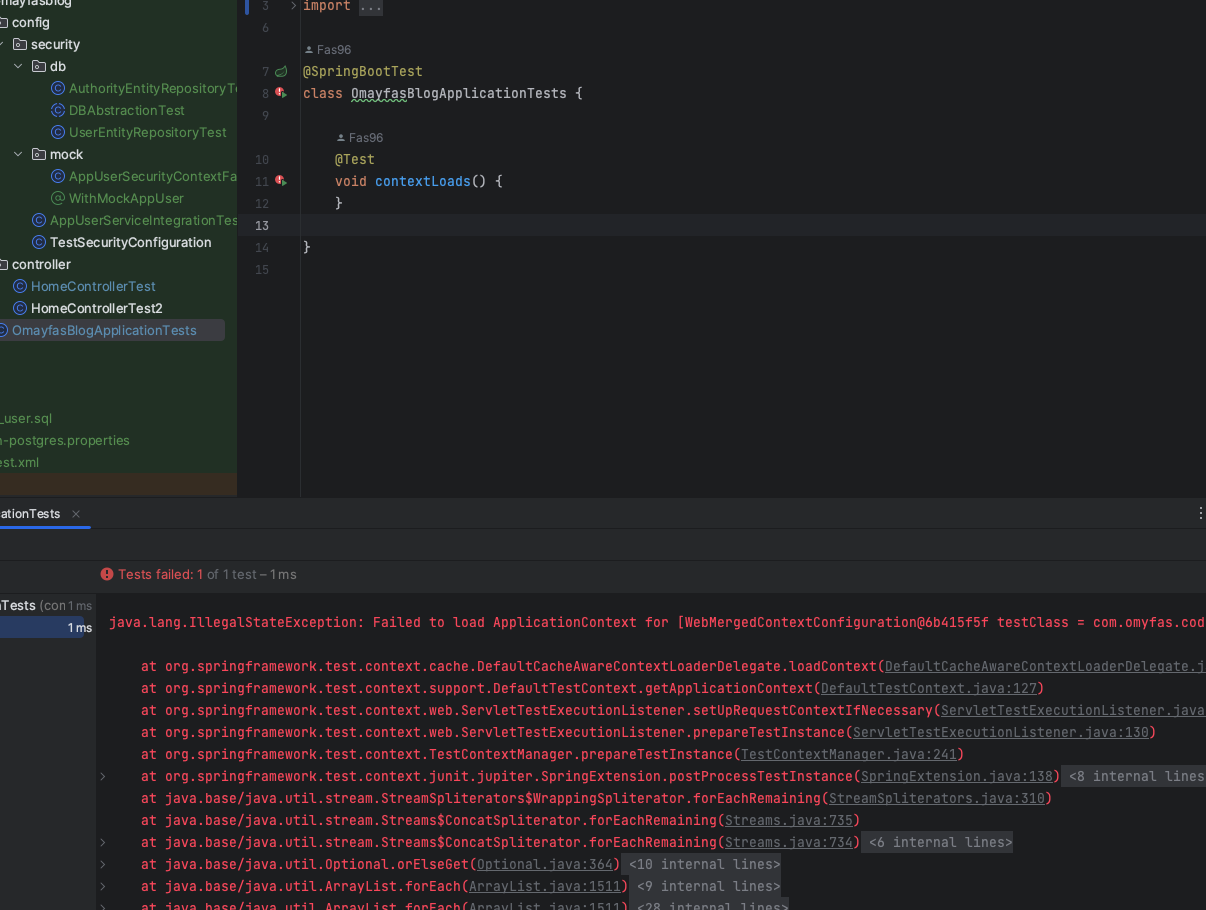 config
security
db
AuthorityEntityRepositoryTe
DBAbstractionTest
UserEntityRepositoryTest
mock
AppUserSecurityContextFa
WithMockAppUser
AppUserServiceIntegrationTes
TestSecurityConfiguration
controller
HomeControllerTest
HomeControllerTest2
OmayfasBlogApplicationTests
_user.sql
-postgres.properties
est.xml
3 import ...
6
Fas96
7 @SpringBootTest
8 class OmayfasBlogApplicationTests {
9
Fas96
10 @Test
11 void contextLoads() {
12 }
13
14 }
15
ationTests
Tests failed: 1 of 1 test – 1 ms
Tests (con 1 ms
1 ms
java.lang.IllegalStateException: Failed to load ApplicationContext for [WebMergedContextConfiguration@6b415f5f testClass = com.omyfas.cod
at org.springframework.test.context.cache.DefaultCacheAwareContextLoaderDelegate.loadContext(DefaultCacheAwareContextLoaderDelegate.j
at org.springframework.test.context.support.DefaultTestContext.getApplicationContext(DefaultTestContext.java:127)
at org.springframework.test.context.web.ServletTestExecutionListener.setUpRequestContextIfNecessary(ServletTestExecutionListener.java
at org.springframework.test.context.web.ServletTestExecutionListener.prepareTestInstance(ServletTestExecutionListener.java:130)
at org.springframework.test.context.TestContextManager.prepareTestInstance(TestContextManager.java:241)
at org.springframework.test.context.junit.jupiter.SpringExtension.postProcessTestInstance(SpringExtension.java:138) <8 internal lines
at java.base/java.util.stream.StreamSpliterators$WrappingSpliterator.forEachRemaining(StreamSpliterators.java:310)
at java.base/java.util.stream.Streams$ConcatSpliterator.forEachRemaining(Streams.java:735)
at java.base/java.util.stream.Streams$ConcatSpliterator.forEachRemaining(Streams.java:734) <6 internal lines>
at java.base/java.util.Optional.orElseGet(Optional.java:364) <10 internal lines>
at java.base/java.util.ArrayList.forEach(ArrayList.java:1511) <9 internal lines>
at java.base/java.util.ArrayList.forEach(ArrayList.java:1511) <28 internal lines>